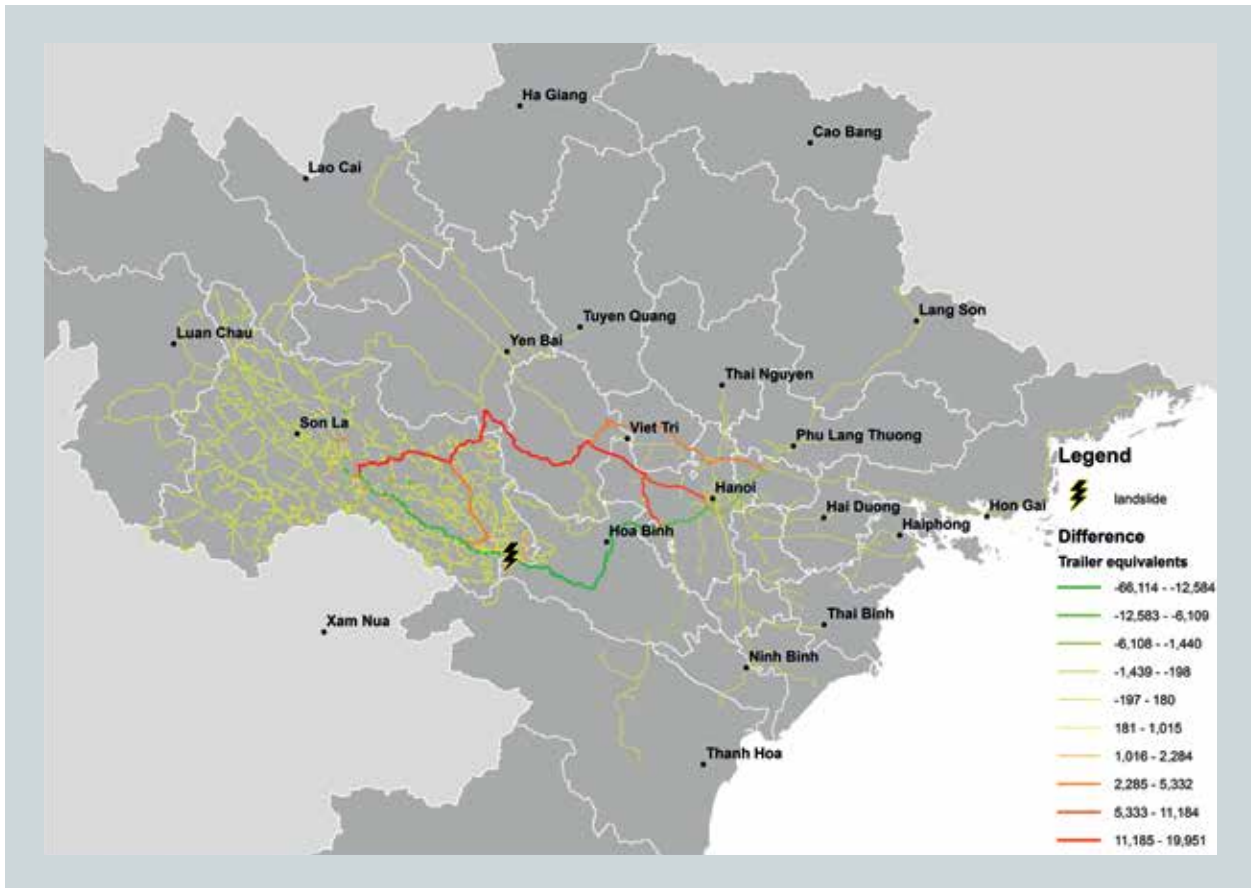 Ha Giang
Cao Bang
Lao Cai
Lang Son
Tuyen Quang
Luan Chau
Yen Bai
Thai Nguyen
Son La
Viet Tri
Phu Lang Thuong
Hanoi
Hon Gai
Hai Duong
Haiphong
Hoa Binh
Xam Nua
Thai Binh
Ninh Binh
Thanh Hoa
Legend
landslide
Difference
Trailer equivalents
-66,114 - -12,584
-12,583 - -6,109
-6,108 - -1,440
-1,439 - -198
-197 - 180
181 - 1,015
1,016 - 2,284
2,285 - 5,332
5,333 - 11,184
11,185 - 19,951